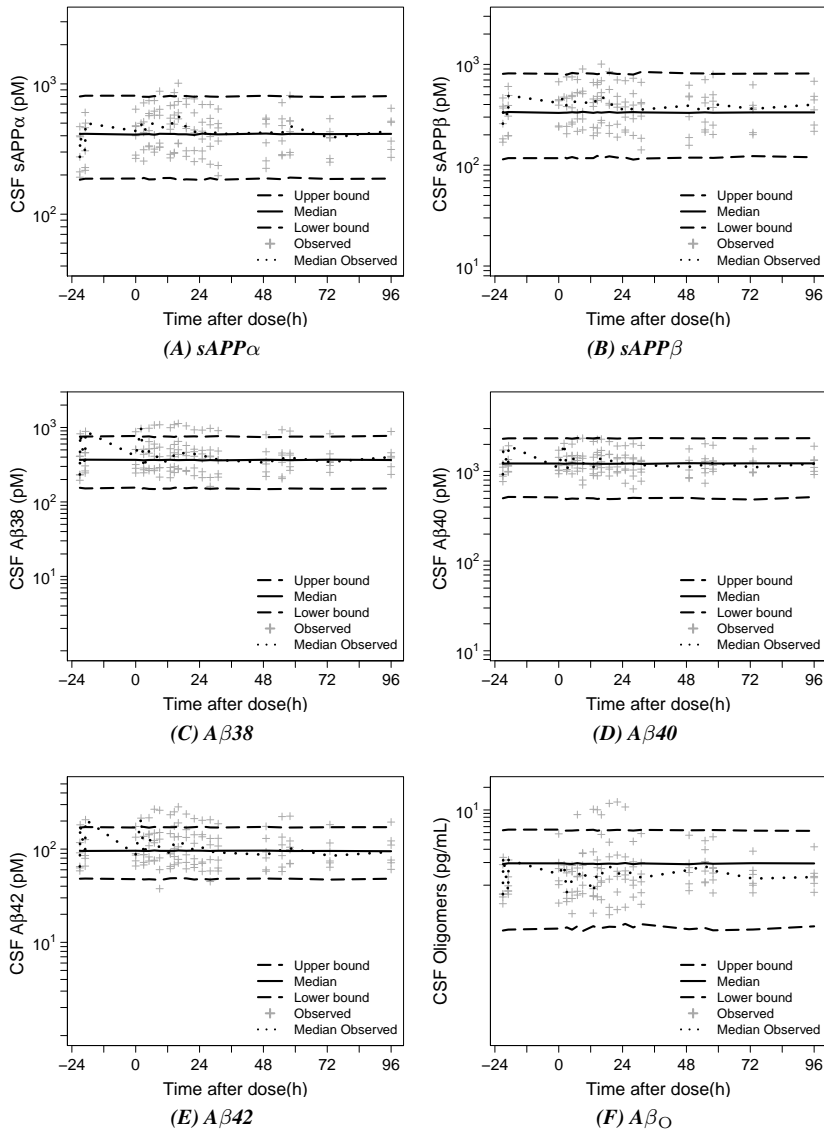 CSF sAPPα (pM)
10³
10²
Upper bound
Median
Lower bound
Observed
Median Observed
−24 0 24 48 72 96
Time after dose(h)
(A) sAPPα
CSF sAPPβ (pM)
10³
10²
10¹
Upper bound
Median
Lower bound
Observed
Median Observed
−24 0 24 48 72 96
Time after dose(h)
(B) sAPPβ
CSF Aβ38 (pM)
10³
10²
10¹
Upper bound
Median
Lower bound
Observed
Median Observed
−24 0 24 48 72 96
Time after dose(h)
(C) Aβ38
CSF Aβ40 (pM)
10³
10²
10¹
Upper bound
Median
Lower bound
Observed
Median Observed
−24 0 24 48 72 96
Time after dose(h)
(D) Aβ40
CSF Aβ42 (pM)
10²
10¹
Upper bound
Median
Lower bound
Observed
Median Observed
−24 0 24 48 72 96
Time after dose(h)
(E) Aβ42
CSF Oligomers (pg/mL)
10¹
Upper bound
Median
Lower bound
Observed
Median Observed
−24 0 24 48 72 96
Time after dose(h)
(F) Aβ_O